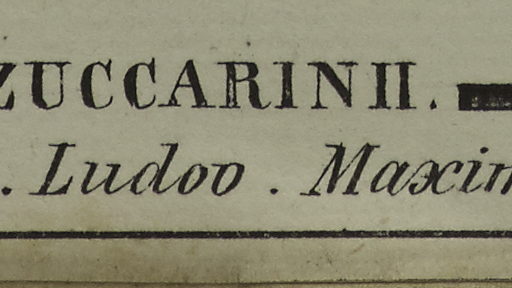 ZUCCARINII.
. Ludov . Maxim